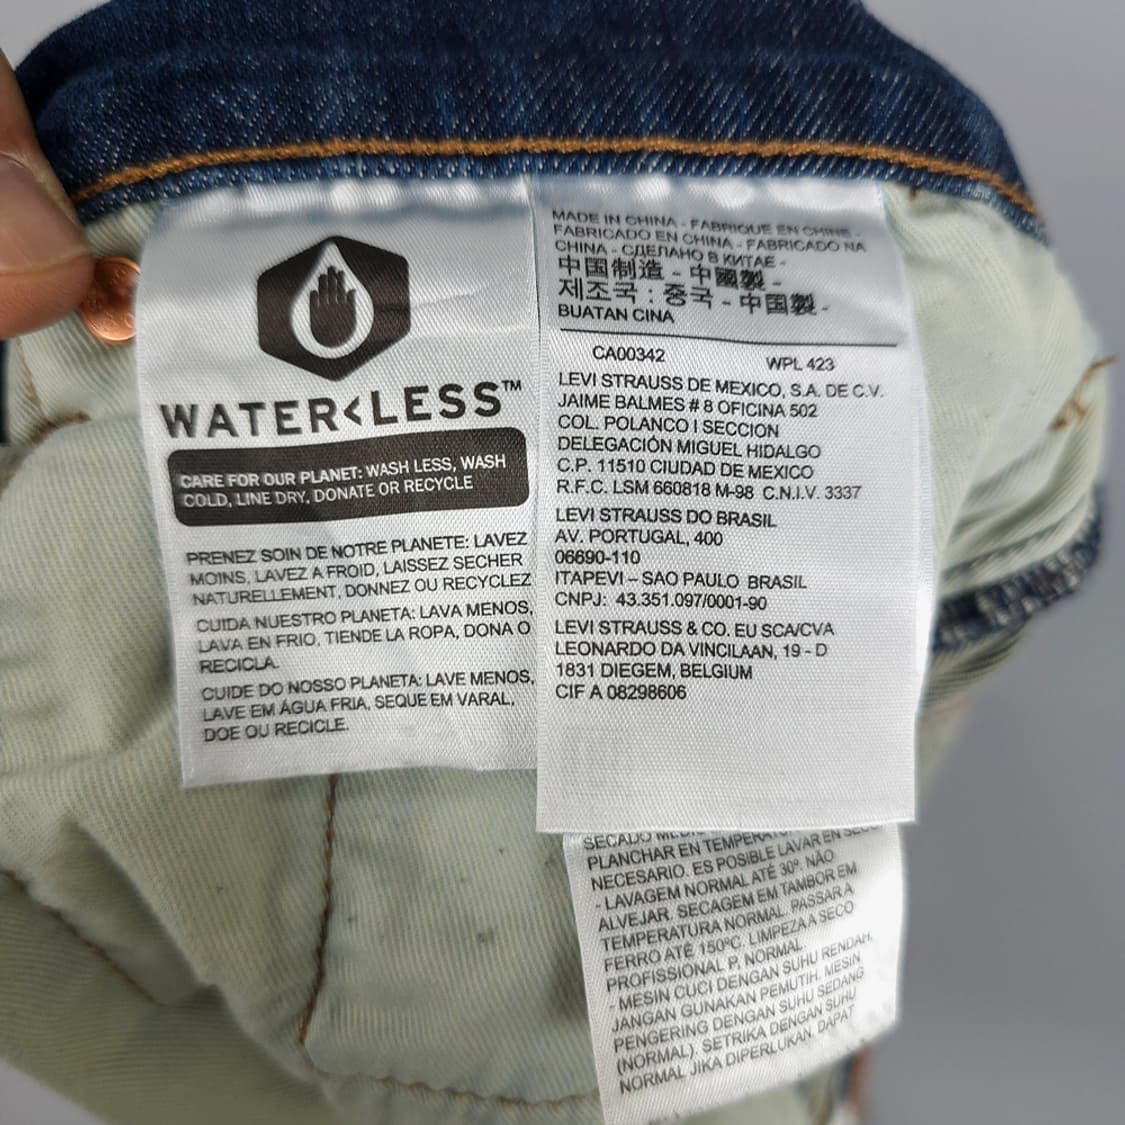 WATER<LESS™
CARE FOR OUR PLANET: WASH LESS, WASH
COLD, LINE DRY, DONATE OR RECYCLE
PRENEZ SOIN DE NOTRE PLANETE: LAVEZ
MOINS, LAVEZ A FROID, LAISSEZ SECHER
NATURELLEMENT, DONNEZ OU RECYCLEZ
CUIDA NUESTRO PLANETA: LAVA MENOS,
LAVA EN FRIO, TIENDE LA ROPA, DONA O
RECICLA.
CUIDE DO NOSSO PLANETA: LAVE MENOS,
LAVE EM ÁGUA FRIA, SEQUE EM VARAL,
DOE OU RECICLE.
MADE IN CHINA - FABRIQUE EN CHINE -
FABRICADO EN CHINA - FABRICADO NA
CHINA - СДЕЛАНО В КИТАЕ -
中国制造 - 中國製 -
제조국 : 중국 - 中国製 -
BUATAN CINA
CA00342 WPL 423
LEVI STRAUSS DE MEXICO, S.A. DE C.V.
JAIME BALMES # 8 OFICINA 502
COL. POLANCO I SECCION
DELEGACIÓN MIGUEL HIDALGO
C.P. 11510 CIUDAD DE MEXICO
R.F.C. LSM 660818 M-98 C.N.I.V. 3337
LEVI STRAUSS DO BRASIL
AV. PORTUGAL, 400
06690-110
ITAPEVI – SAO PAULO BRASIL
CNPJ: 43.351.097/0001-90
LEVI STRAUSS & CO. EU SCA/CVA
LEONARDO DA VINCILAAN, 19 - D
1831 DIEGEM, BELGIUM
CIF A 08298606
SECADO
PLANCHAR EN LAVAR EN
NECESARIO. ES POSIBLE LAVAR EN
- LAVAGEM NORMAL ATÉ 30º. NÃO
ALVEJAR. SECAGEM EM TAMBOR EM
TEMPERATURA NORMAL. PASSAR A
FERRO ATÉ 150ºC. LIMPEZA A SECO
PROFISSIONAL P, NORMAL.
- MESIN CUCI DENGAN SUHU RENDAH.
JANGAN GUNAKAN PEMUTIH. MESIN
PENGERING DENGAN SUHU SEDANG
(NORMAL). SETRIKA DENGAN SUHU
NORMAL JIKA DIPERLUKAN. DAPAT